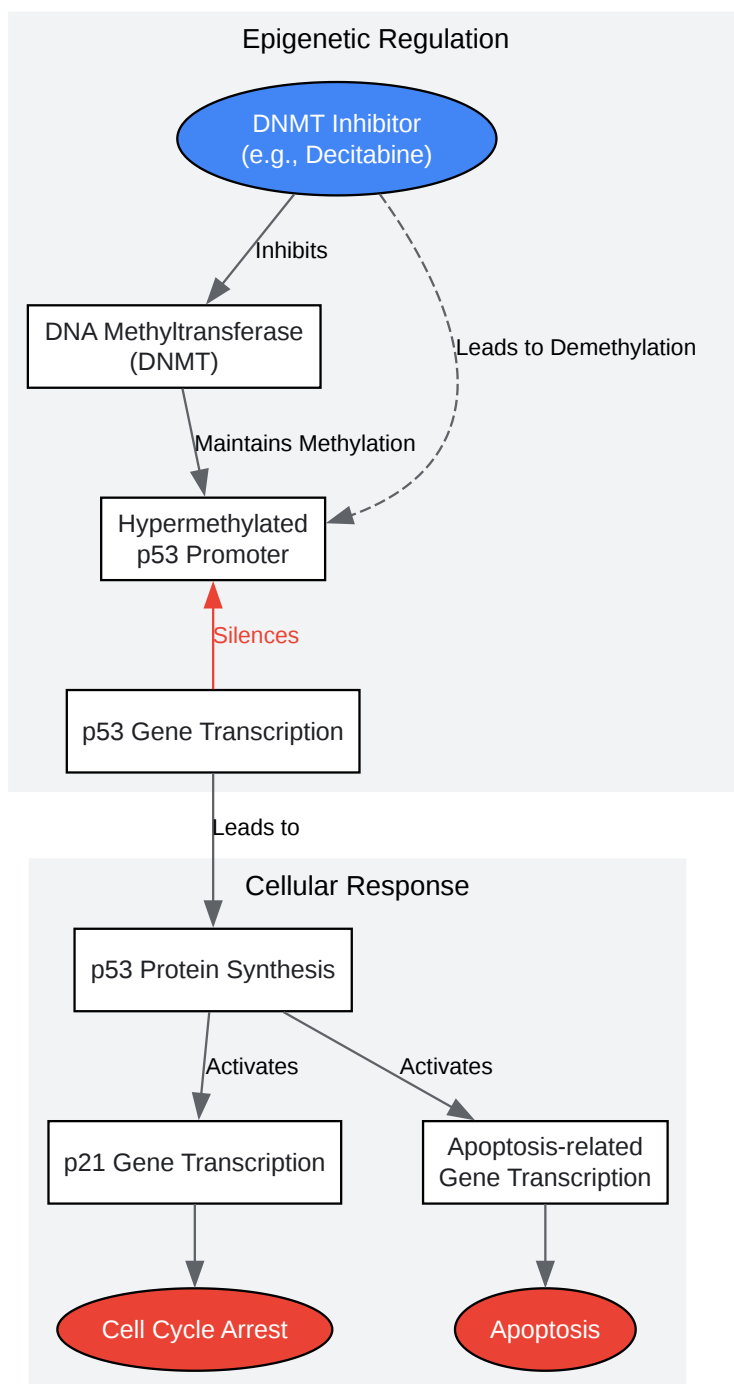 Epigenetic Regulation
DNMT Inhibitor
(e.g., Decitabine)
Inhibits
DNA Methyltransferase
(DNMT)
Leads to Demethylation
Maintains Methylation
Hypermethylated
p53 Promoter
Silences
p53 Gene Transcription
Leads to
Cellular Response
p53 Protein Synthesis
Activates
Activates
p21 Gene Transcription
Apoptosis-related
Gene Transcription
Cell Cycle Arrest
Apoptosis